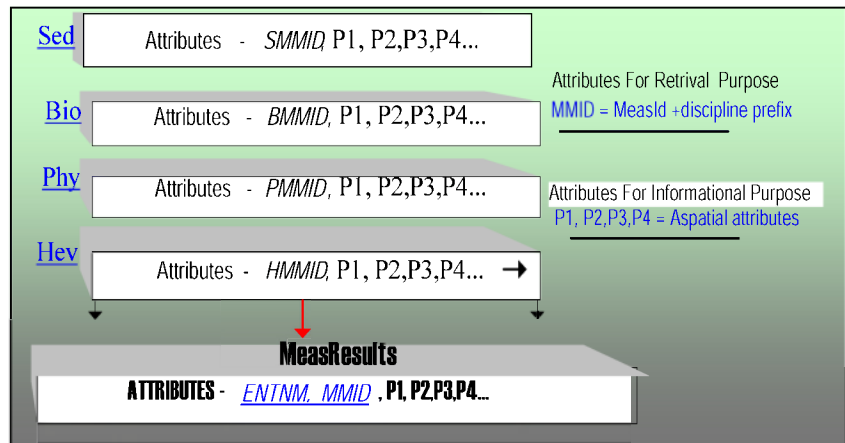 Sed
Attributes - SMMID, P1, P2,P3,P4...
Attributes For Retrival Purpose
MMID = MeasId +discipline prefix
Bio
Attributes - BMMID, P1, P2,P3,P4...
Phy
Attributes - PMMID, P1, P2,P3,P4...
Attributes For Informational Purpose
P1, P2,P3,P4 = Aspatial attributes
Hev
Attributes - HMMID, P1, P2,P3,P4...
MeasResults
ATTRIBUTES - ENTNM, MMID , P1, P2,P3,P4...